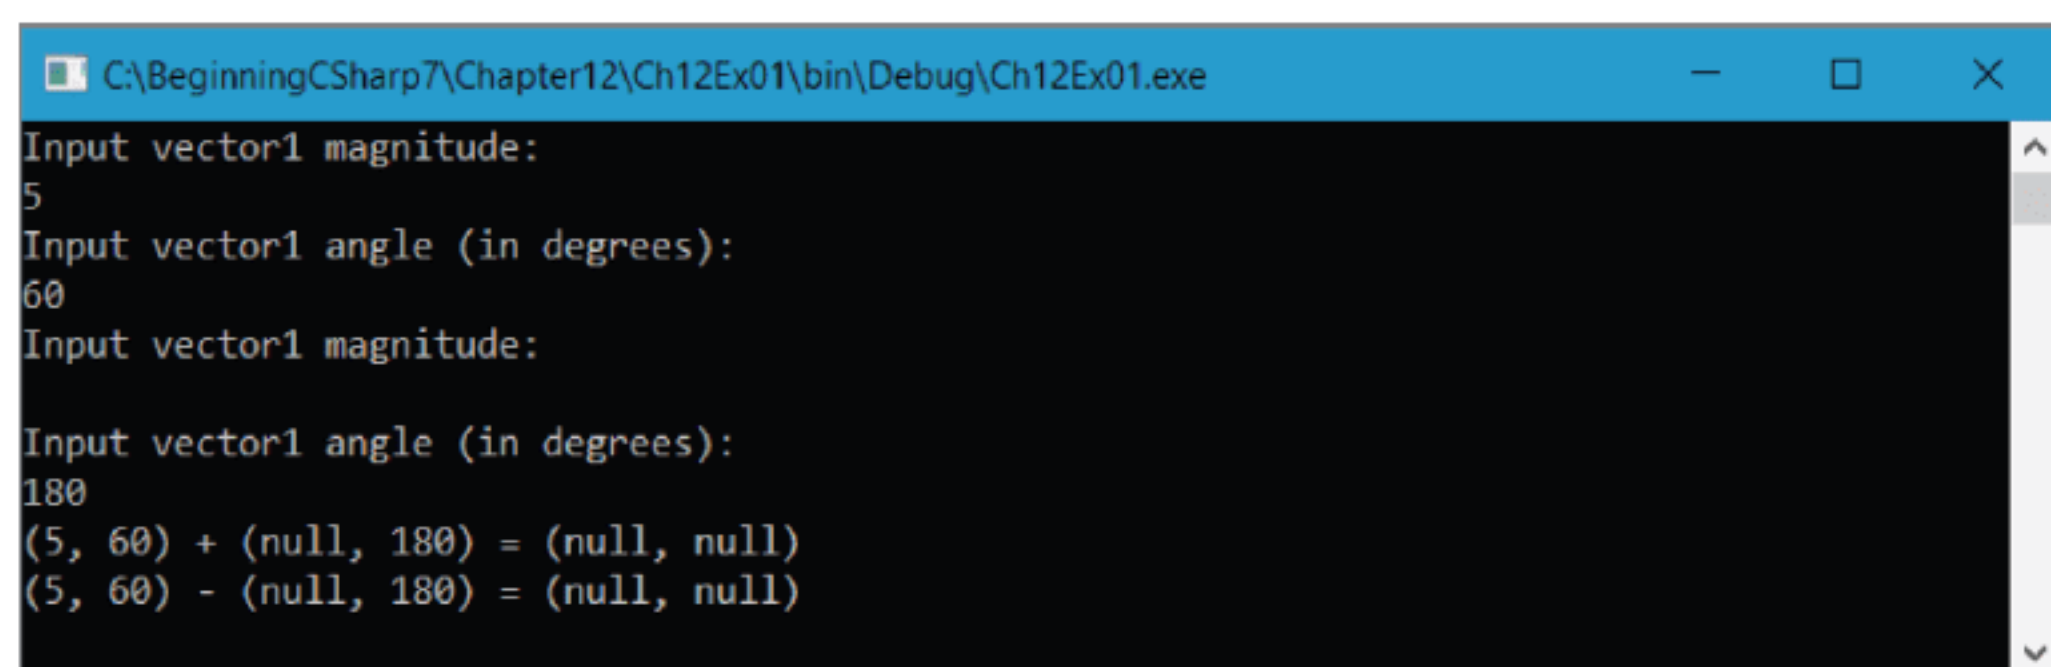 C:\BeginningCSharp7\Chapter12\Ch12Ex01\bin\Debug\Ch12Ex01.exe
Input vector1 magnitude:
5
Input vector1 angle (in degrees):
60
Input vector1 magnitude:
Input vector1 angle (in degrees):
180
(5, 60) + (null, 180) = (null, null)
(5, 60) - (null, 180) = (null, null)